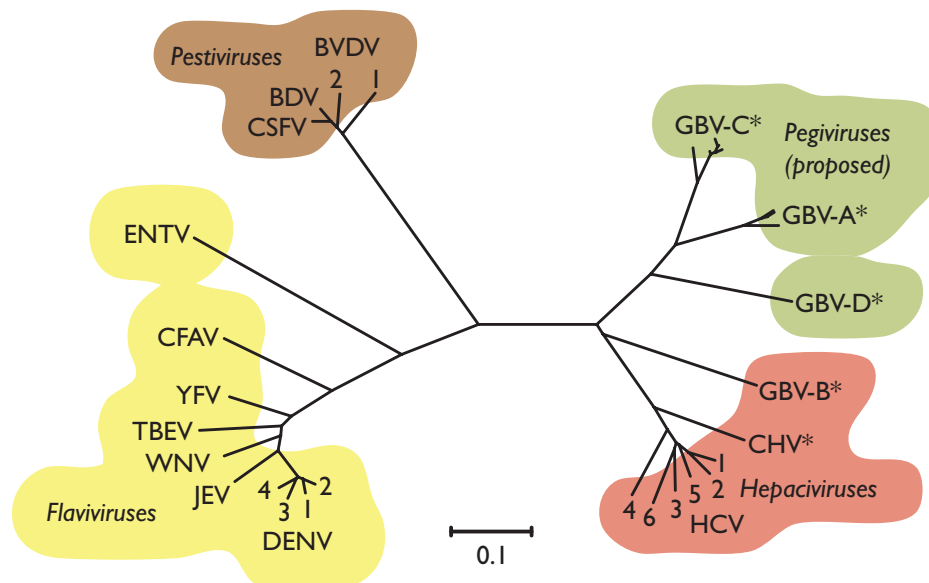 Pestiviruses
BVDV
2 1
BDV
CSFV
GBV-C*
Pegiviruses
(proposed)
GBV-A*
ENTV
GBV-D*
CFAV
YFV
TBEV
WNV
JEV
4 3 1 2
DENV
Flaviviruses
0.1
GBV-B*
CHV*
4 6 3 5 2 1
HCV
Hepaciviruses